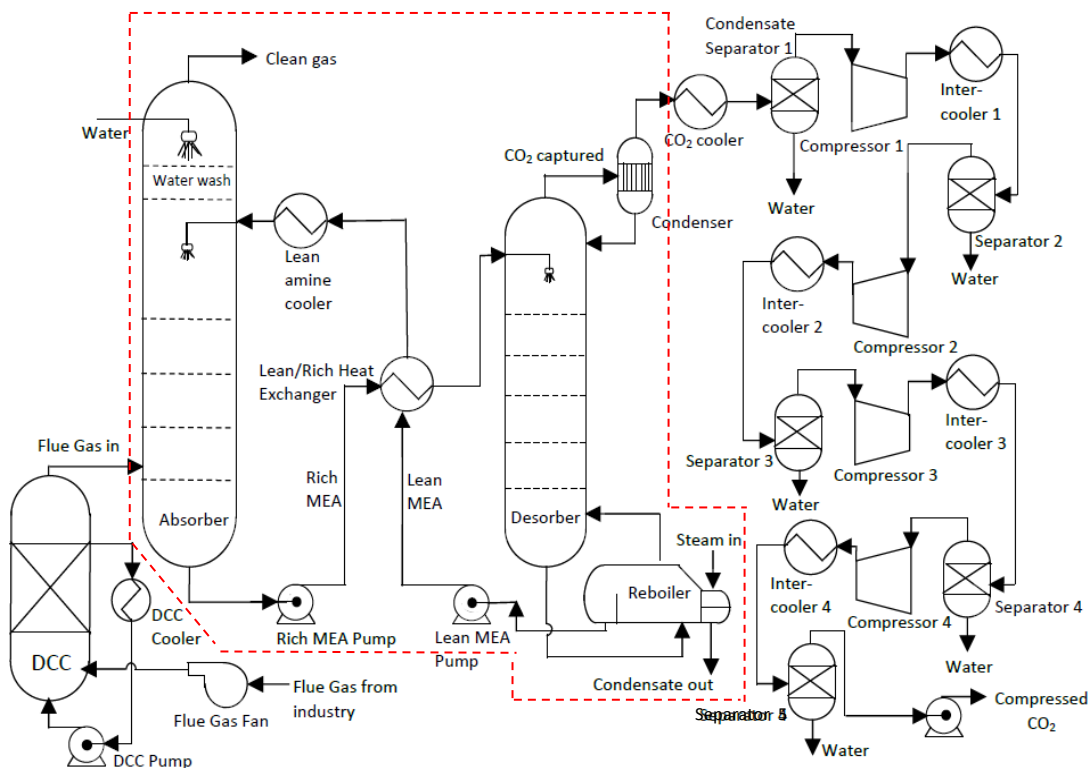 Clean gas
Water
Water wash
Lean
amine
cooler
Lean/Rich Heat
Exchanger
Flue Gas in
Absorber
Rich
MEA
Lean
MEA
Rich MEA Pump
Lean MEA
Pump
DCC
DCC
Cooler
Flue Gas from
industry
Flue Gas Fan
DCC Pump
CO₂ captured
Condenser
Desorber
Steam in
Reboiler
Condensate out
CO₂ cooler
Condensate
Separator 1
Water
Compressor 1
Inter-
cooler 1
Separator 2
Water
Inter-
cooler 2
Compressor 2
Separator 3
Water
Compressor 3
Inter-
cooler 3
Inter-
cooler 4
Compressor 4
Separator 4
Water
Separator
Water
Compressed
CO₂